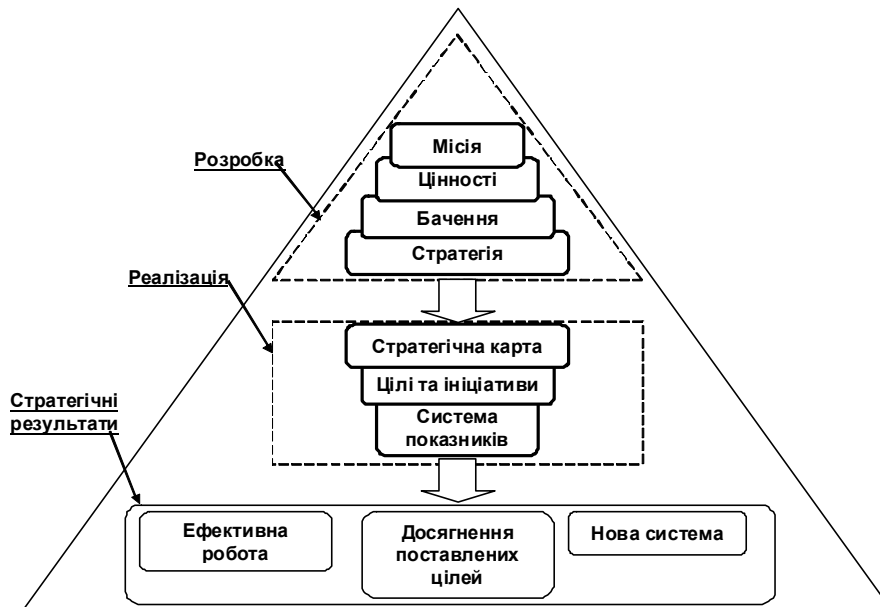 Місія
Розробка
Цінності
Бачення
Стратегія
Реалізація
Стратегічна карта
Цілі та ініціативи
Стратегічні
результати
Система
показників
Ефективна
робота
Досягнення
поставлених
цілей
Нова система